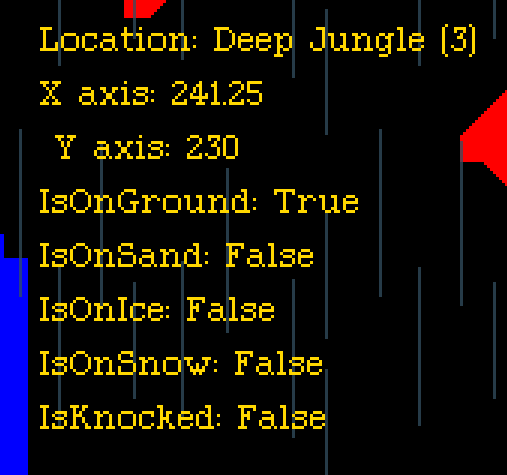 Location: Deep Jungle (3)
X axis: 241.25
Y axis: 230
IsOnGround: True
IsOnSand: False
IsOnIce: False
IsOnSnow: False
IsKnocked: False